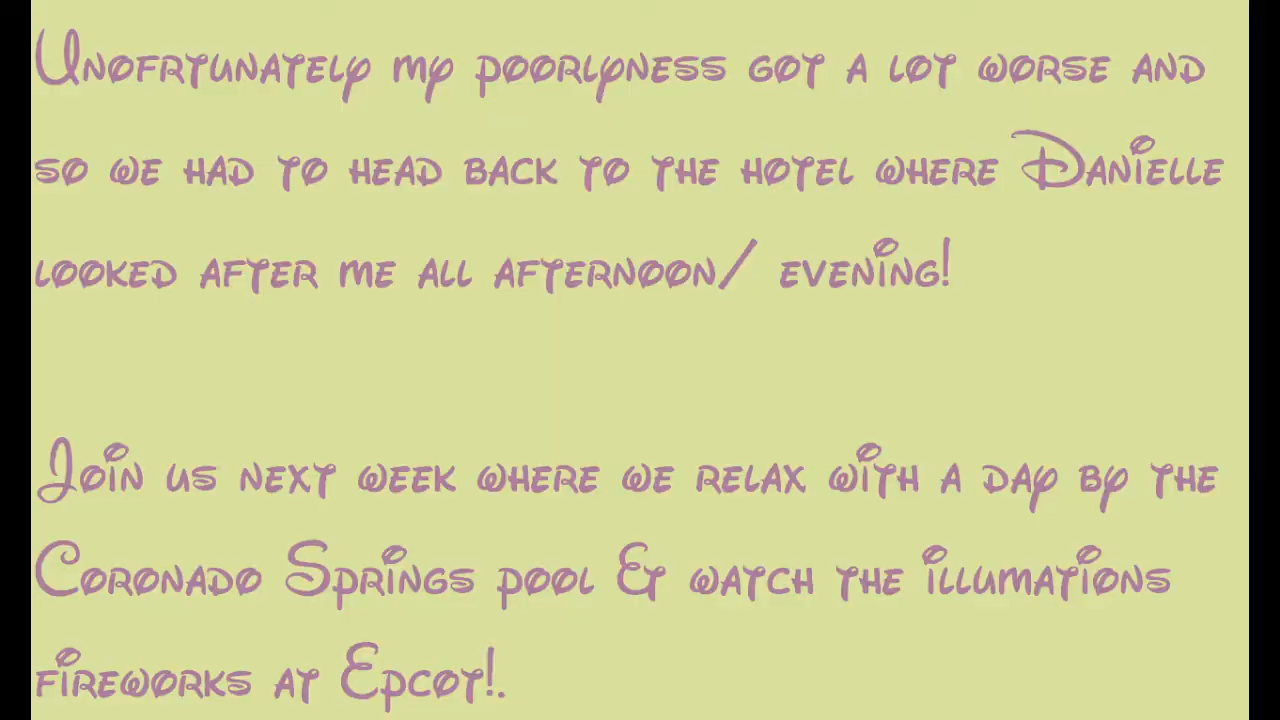 Unofrtunately my poorlyness got a lot worse and
so we had to head back to the hotel where Danielle
looked after me all afternoon/ evening!
Join us next week where we relax with a day by the
Coronado Springs pool & watch the illumations
fireworks at Epcot!.